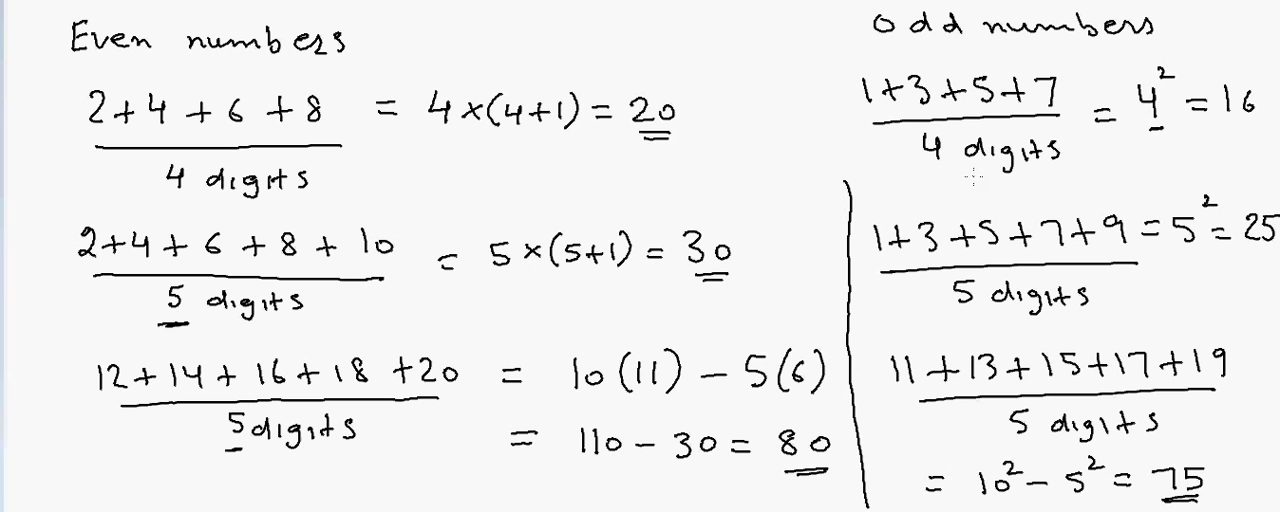 Even numbers
2+4+6+8 = 4×(4+1) = 20
4 digits
2+4+6+8+10 = 5×(5+1) = 30
5 digits
12+14+16+18+20 = 10(11) - 5(6)
5 digits
= 110 - 30 = 80
odd numbers
1+3+5+7 = 4² = 16
4 digits
1+3+5+7+9 = 5² = 25
5 digits
11+13+15+17+19
5 digits
= 10² - 5² = 75